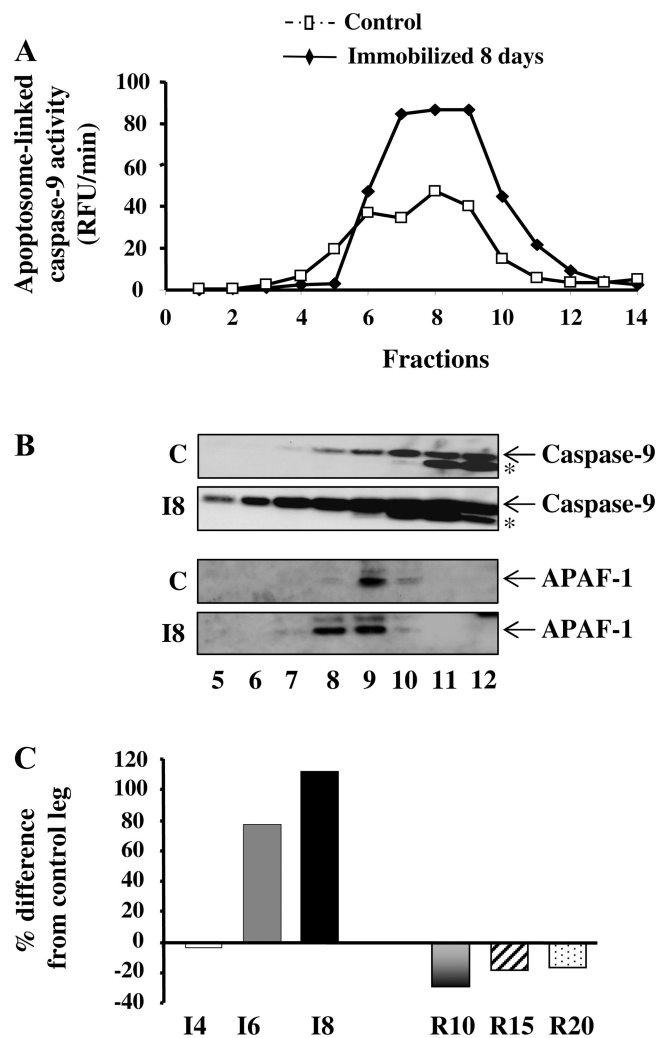 Control
Immobilized 8 days
A
Apoptosome-linked
caspase-9 activity
(RFU/min)
100
80
60
40
20
0
0 2 4 6 8 10 12 14
Fractions
B
C Caspase-9
*
I8 Caspase-9
*
C APAF-1
I8 APAF-1
5 6 7 8 9 10 11 12
C
% difference
from control leg
120
100
80
60
40
20
0
-20
-40
I4 I6 I8 R10 R15 R20